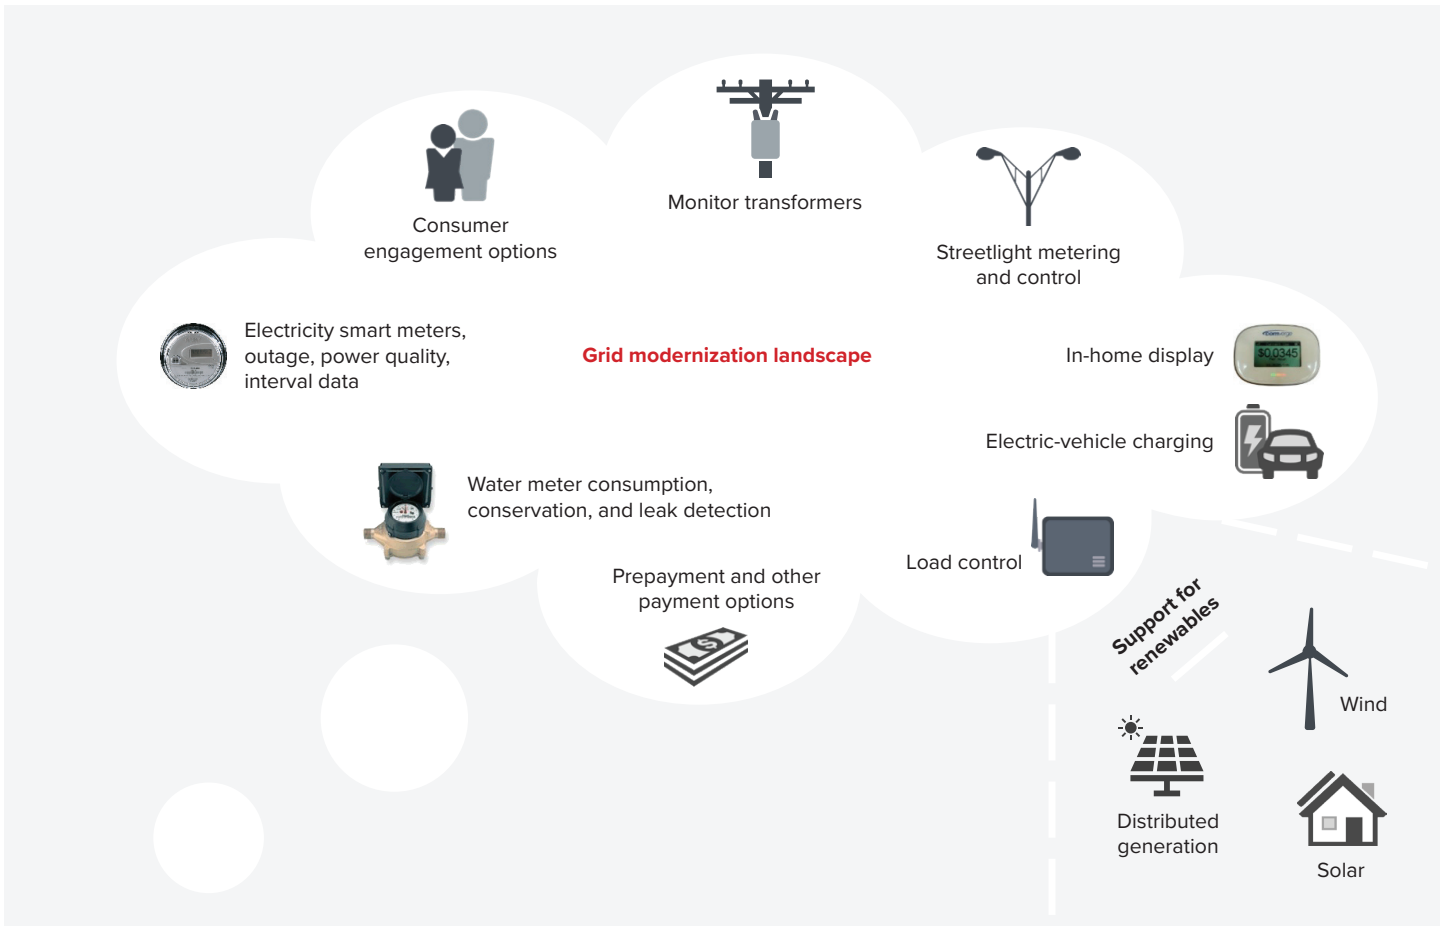 Monitor transformers
Consumer
engagement options
Streetlight metering
and control
Electricity smart meters,
outage, power quality,
interval data
Grid modernization landscape
In-home display
$0.0345
Electric-vehicle charging
Water meter consumption,
conservation, and leak detection
Load control
Prepayment and other
payment options
Support for
renewables
Wind
Distributed
generation
Solar